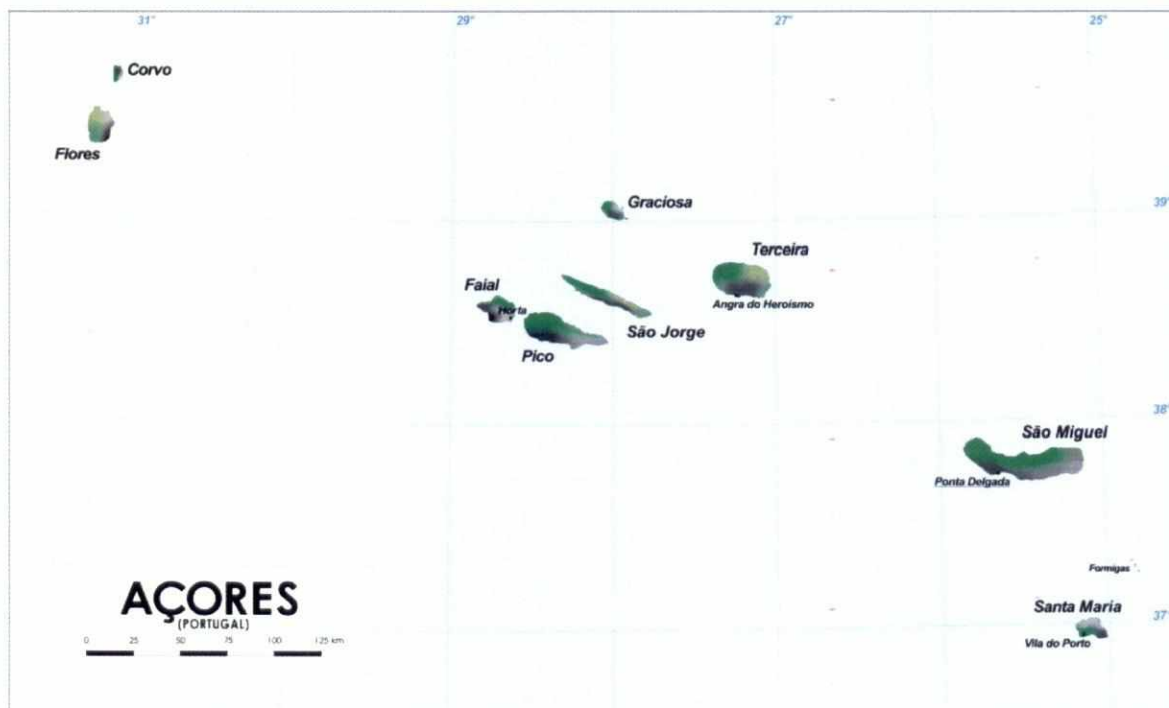 31°
29°
27°
25°
Corvo
Flores
Graciosa
39°
Terceira
Faial
Horta
Angra do Heroísmo
São Jorge
Pico
38°
São Miguel
Ponta Delgada
Formigas
AÇORES
(PORTUGAL)
Santa Maria
37°
Vila do Porto
0 25 50 75 100 125 km